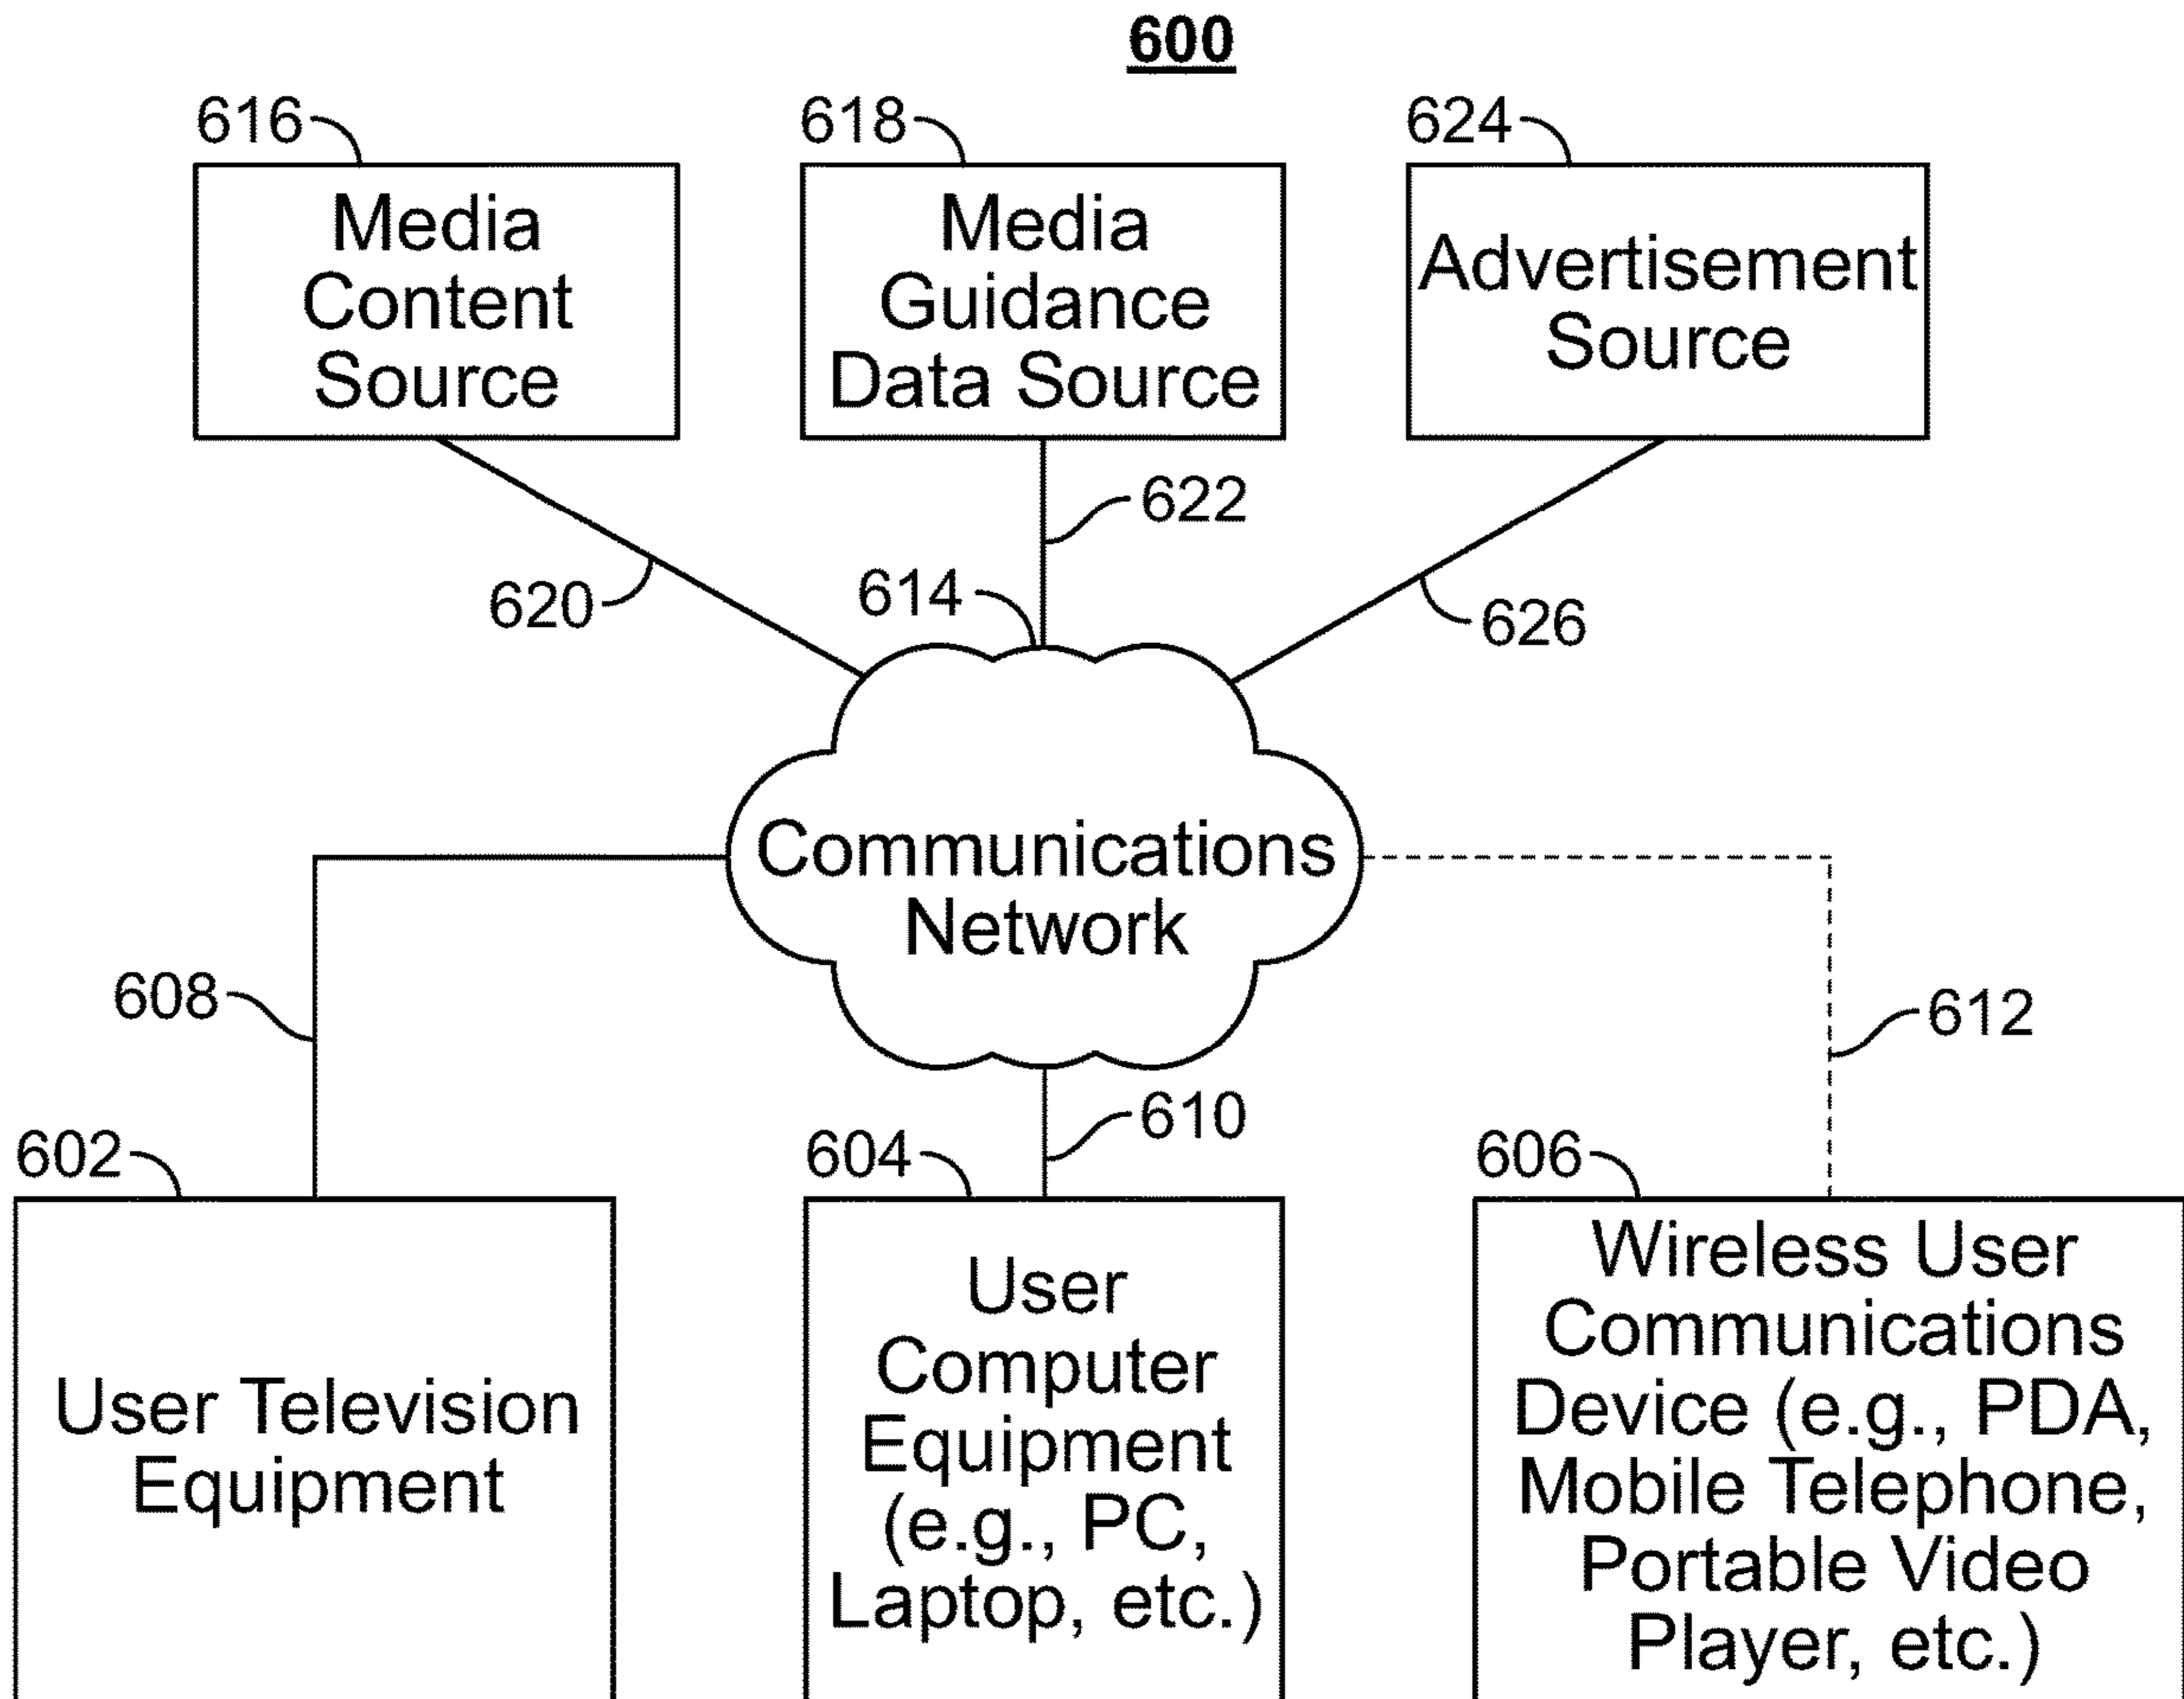 600
616
618
624
Media
Content
Source
Media
Guidance
Data Source
Advertisement
Source
622
620
614
626
Communications
Network
608
612
610
602
604
606
User Television
Equipment
User
Computer
Equipment
(e.g., PC,
Laptop, etc.)
Wireless User
Communications
Device (e.g., PDA,
Mobile Telephone,
Portable Video
Player, etc.)